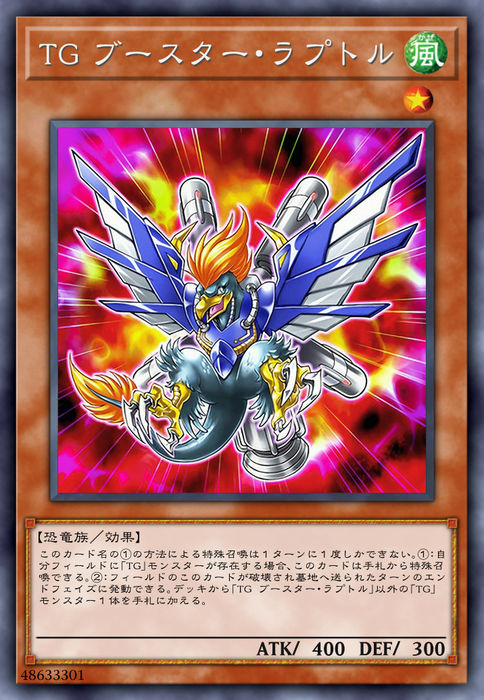 TG ブースター・ラプトル
風
かぜ
【恐竜族／効果】
このカード名の①の方法による特殊召喚は１ターンに１度しかできない。①：自
分フィールドに「TG」モンスターが存在する場合、このカードは手札から特殊召
喚できる。②：フィールドのこのカードが破壊され墓地へ送られたターンのエン
ドフェイズに発動できる。デッキから「TG ブースター・ラプトル」以外の「TG」
モンスター１体を手札に加える。
ATK/ 400 DEF/ 300
48633301